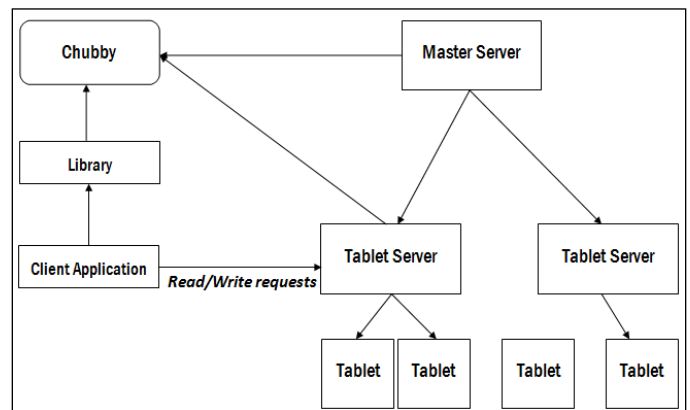 Chubby
Master Server
Library
Client Application
Read/Write requests
Tablet Server
Tablet Server
Tablet
Tablet
Tablet
Tablet